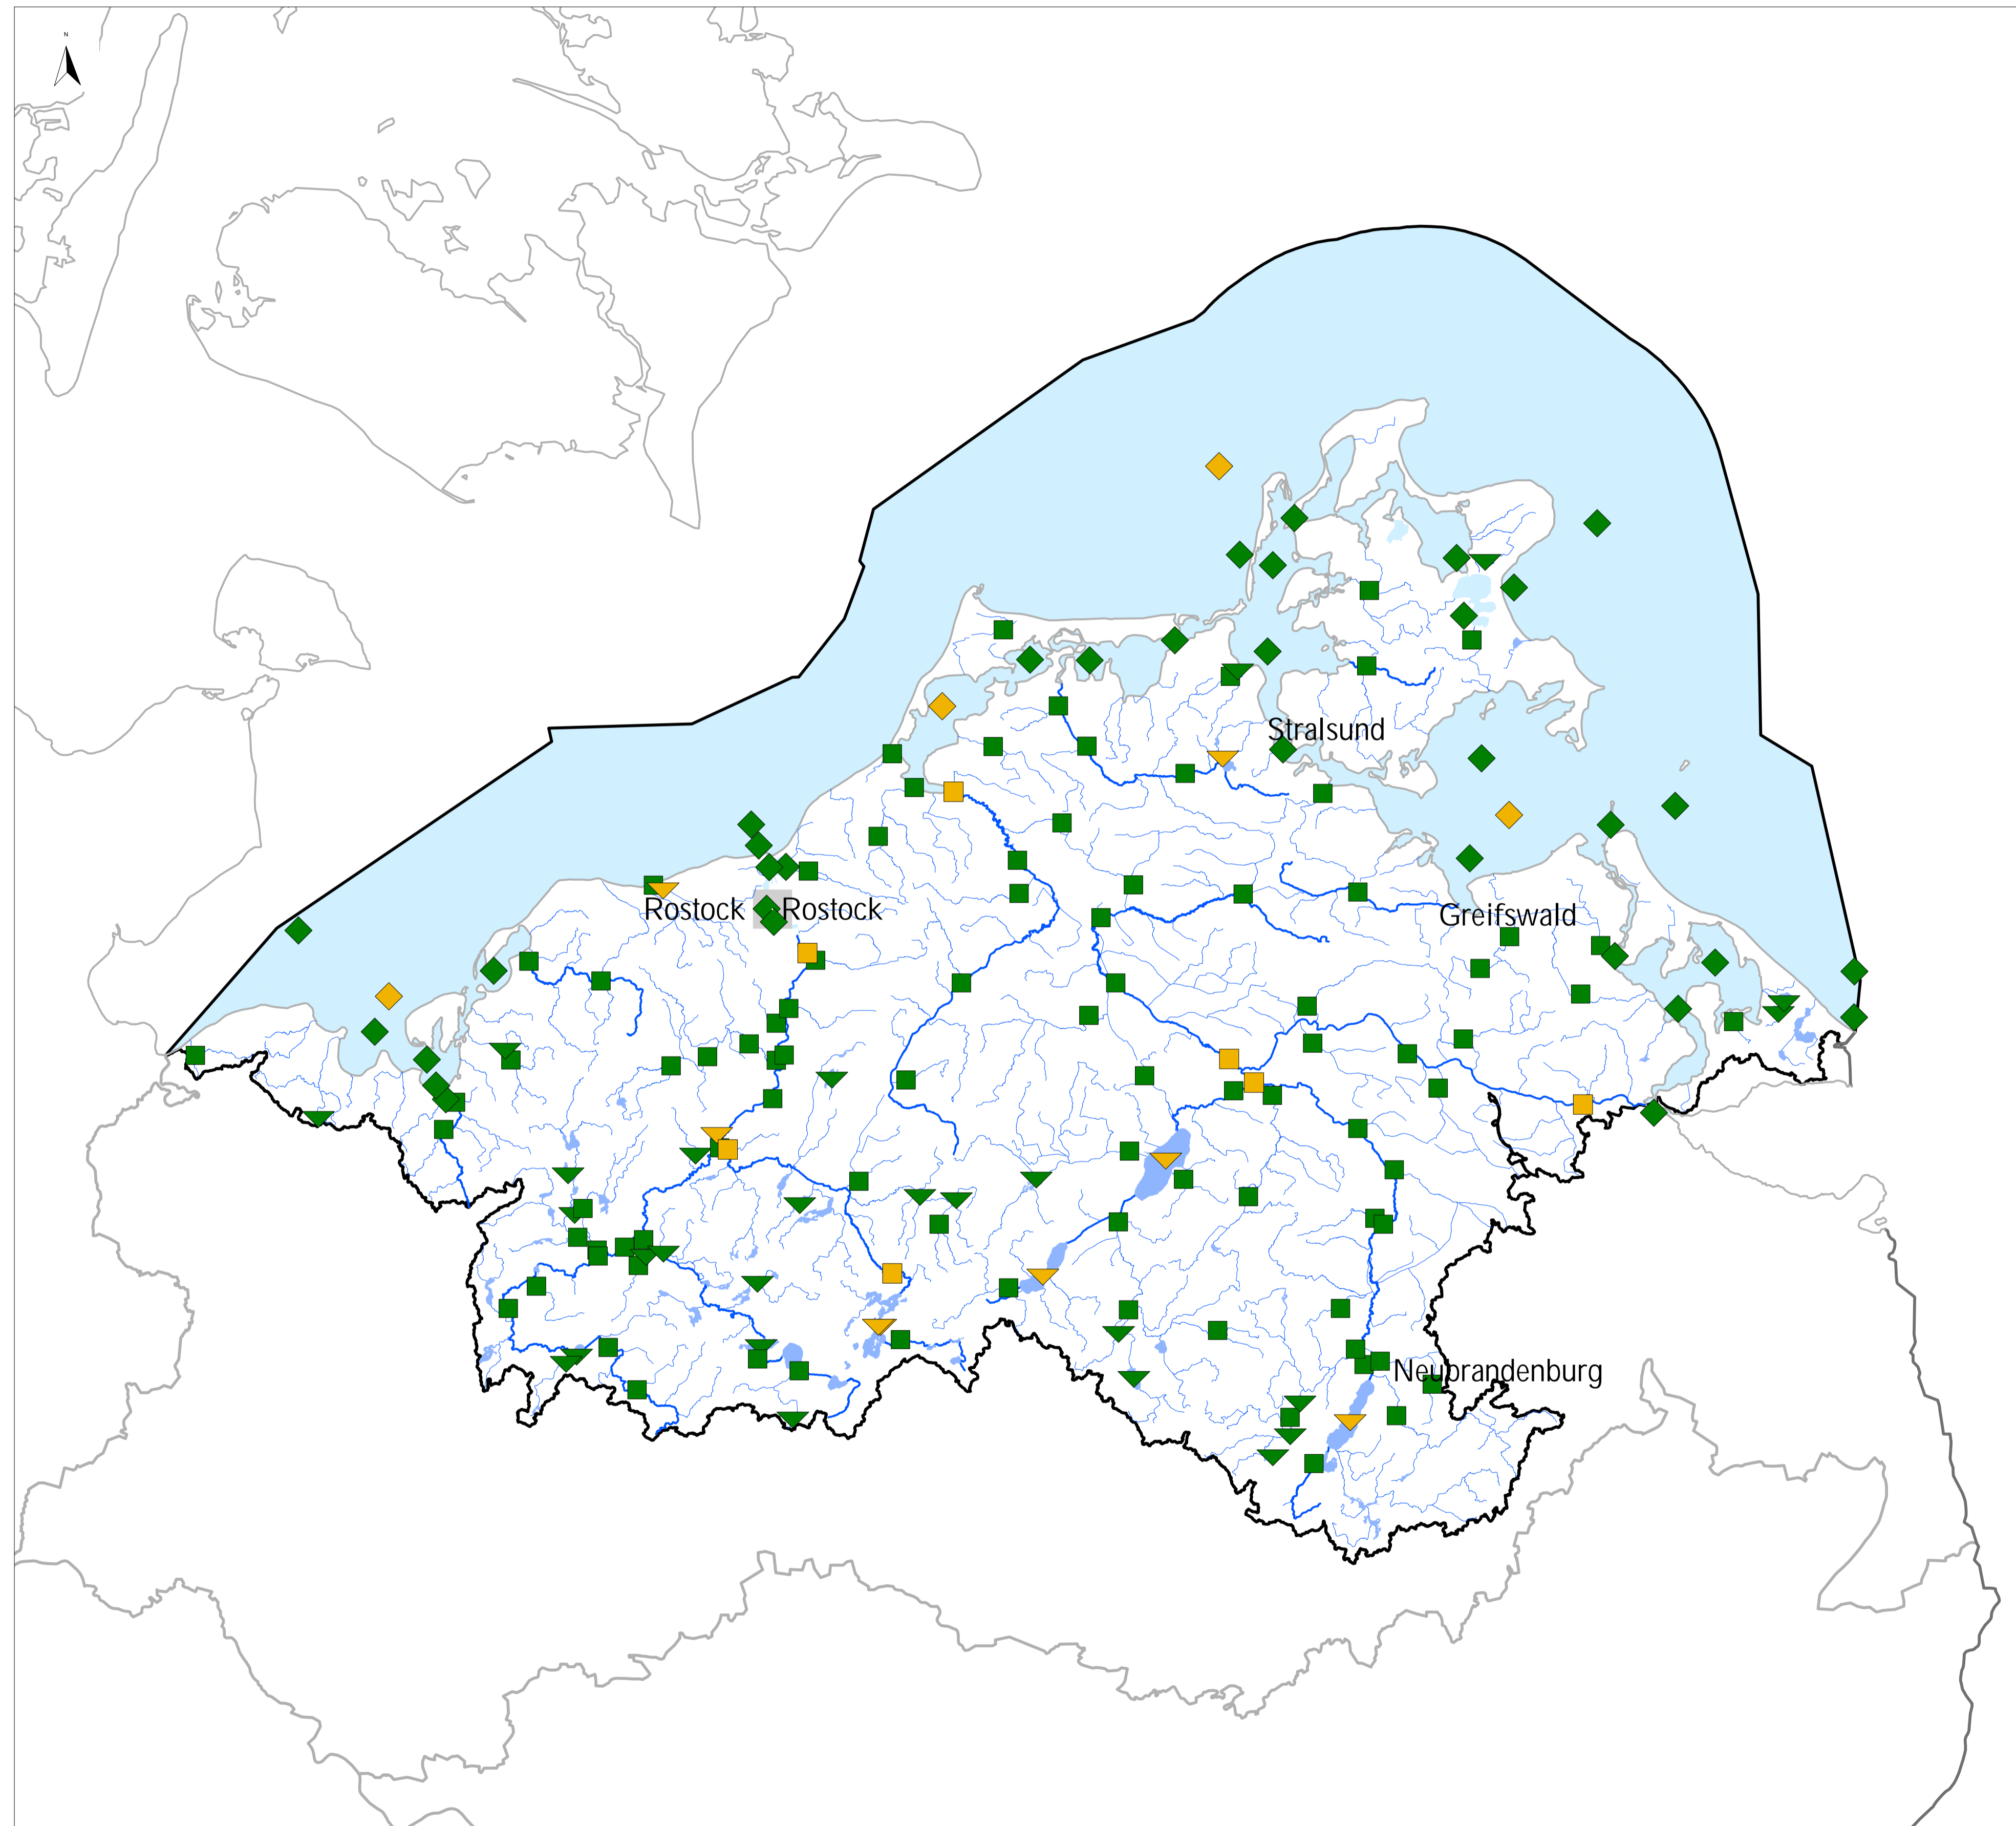 N
Stralsund
Rostock Rostock
Greifswald
Neubrandenburg